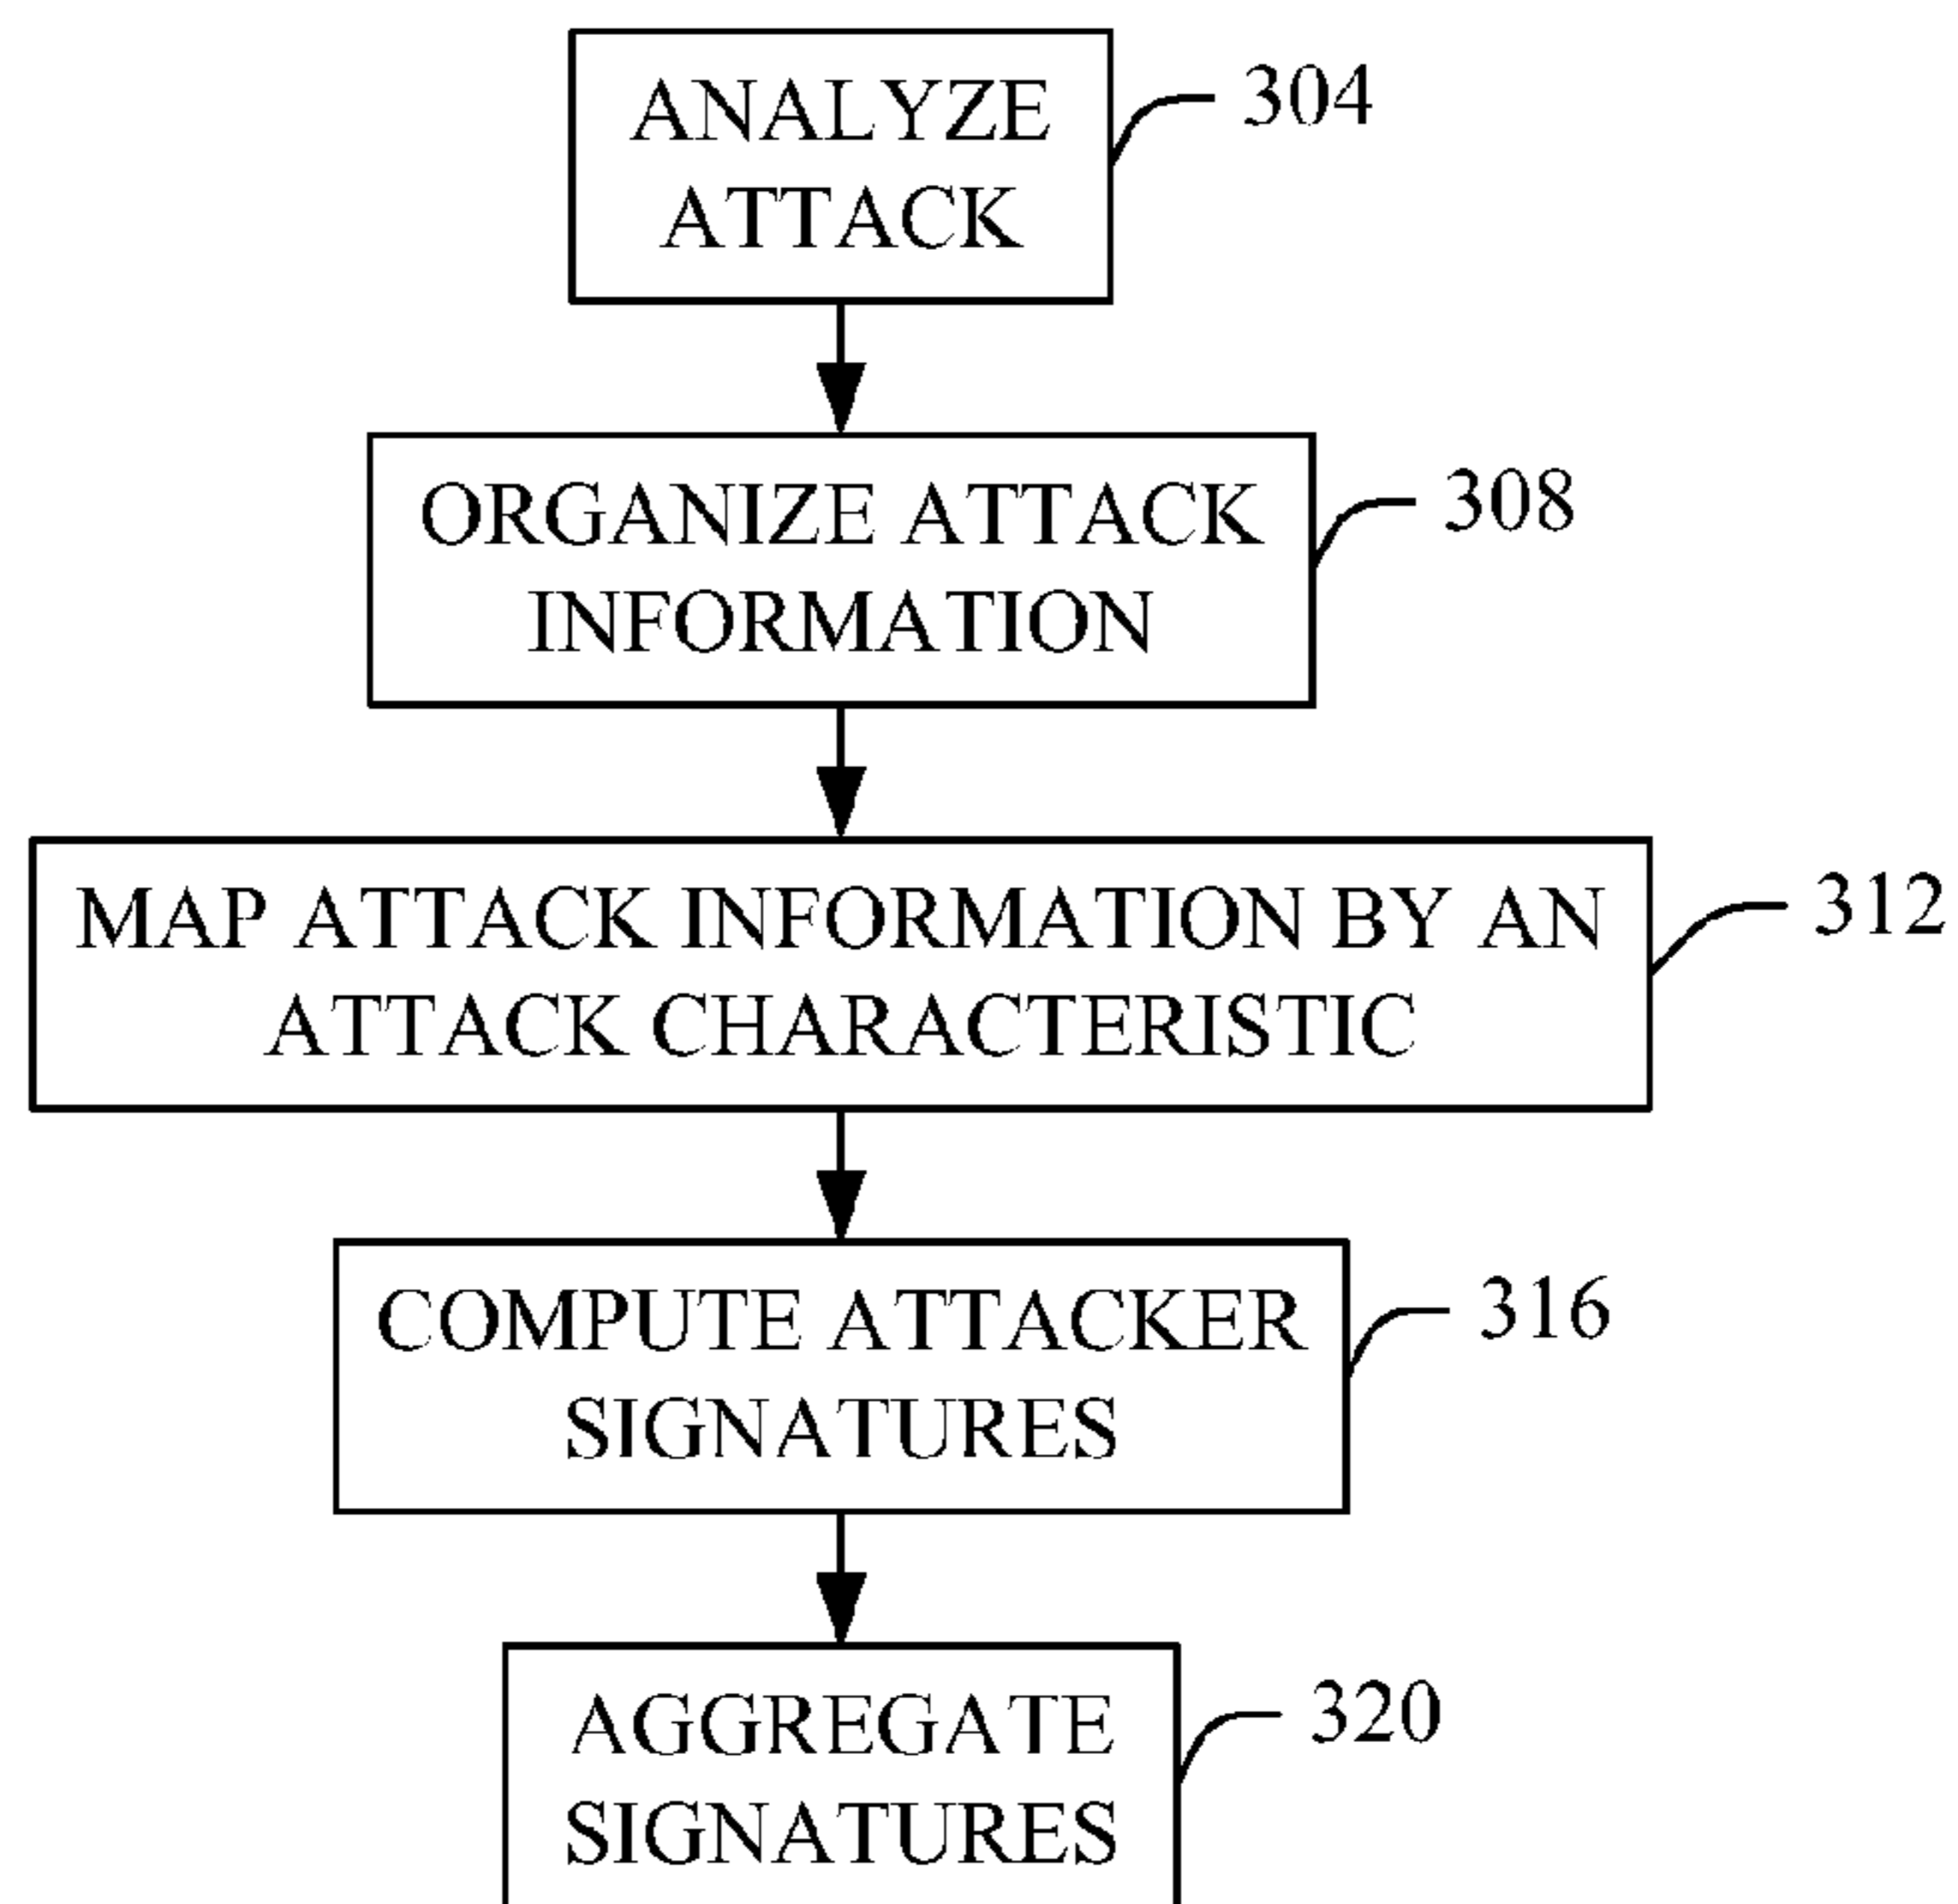 ANALYZE
ATTACK
304
ORGANIZE ATTACK
INFORMATION
308
MAP ATTACK INFORMATION BY AN
ATTACK CHARACTERISTIC
312
COMPUTE ATTACKER
SIGNATURES
316
AGGREGATE
SIGNATURES
320